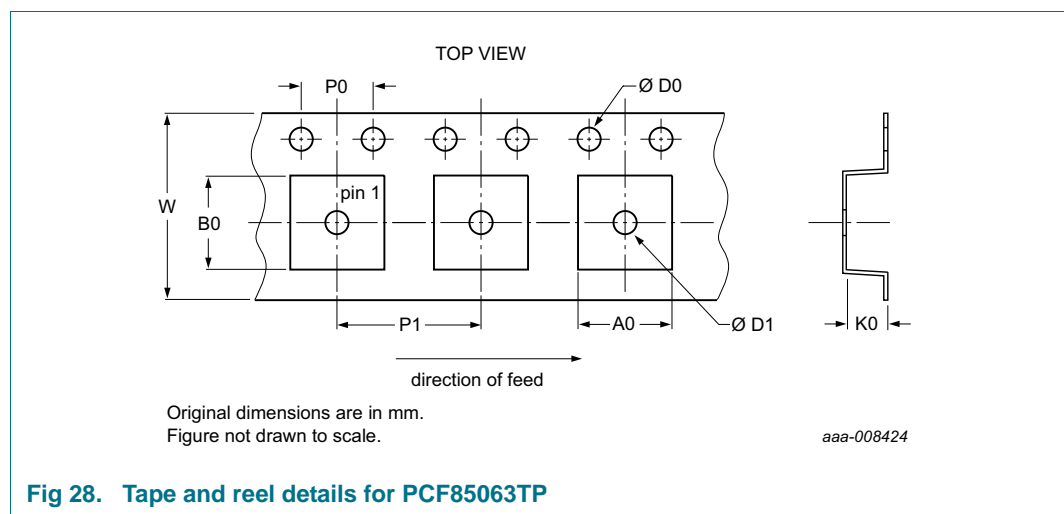 TOP VIEW
P0
Ø D0
W
B0
pin 1
P1
A0
Ø D1
K0
direction of feed
Original dimensions are in mm.
Figure not drawn to scale.
aaa-008424
Fig 28. Tape and reel details for PCF85063TP